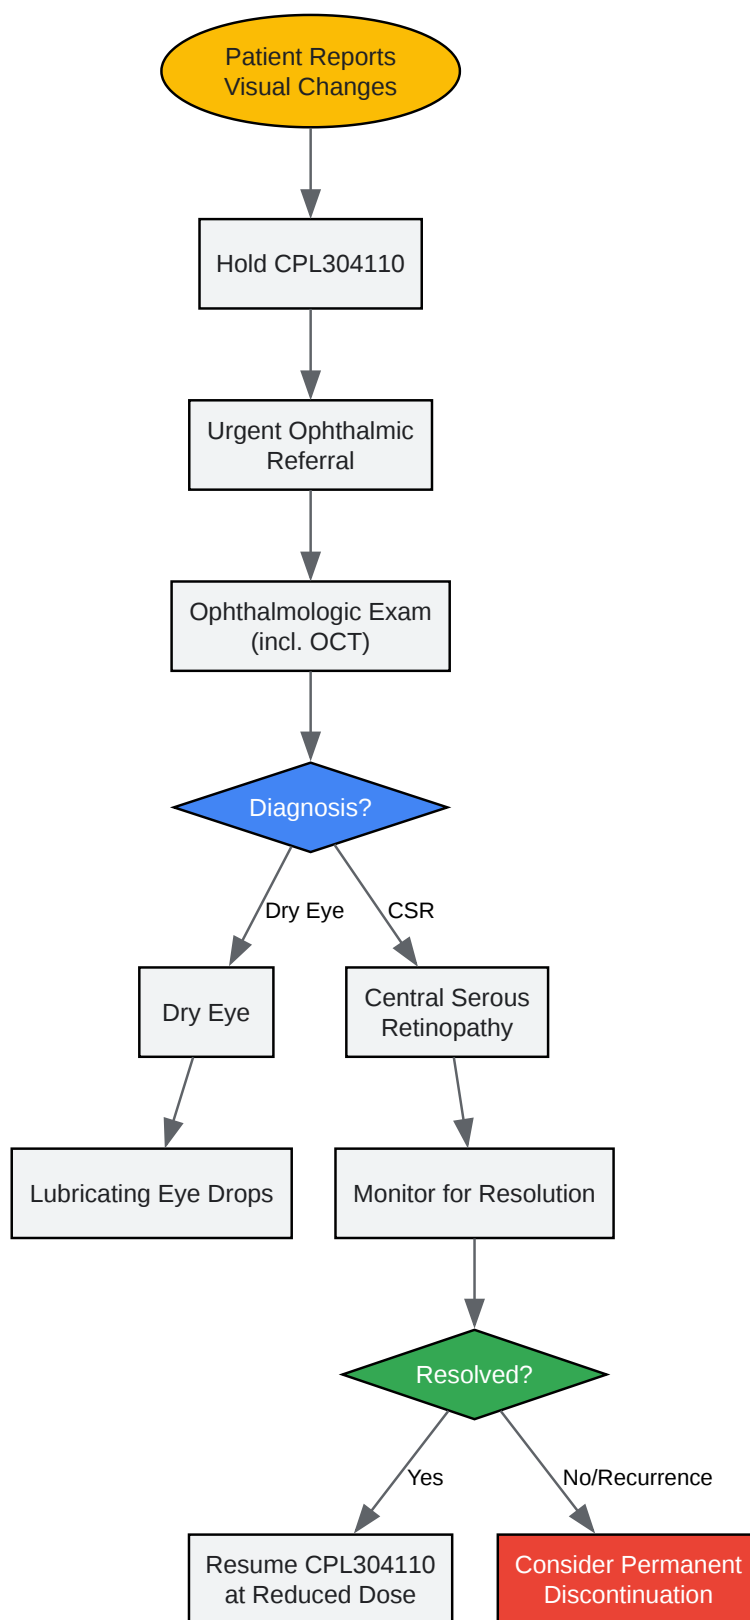 Patient Reports
Visual Changes
Hold CPL304110
Urgent Ophthalmic
Referral
Ophthalmologic Exam
(incl. OCT)
Diagnosis?
Dry Eye
CSR
Dry Eye
Central Serous
Retinopathy
Lubricating Eye Drops
Monitor for Resolution
Resolved?
Yes
No/Recurrence
Resume CPL304110
at Reduced Dose
Consider Permanent
Discontinuation